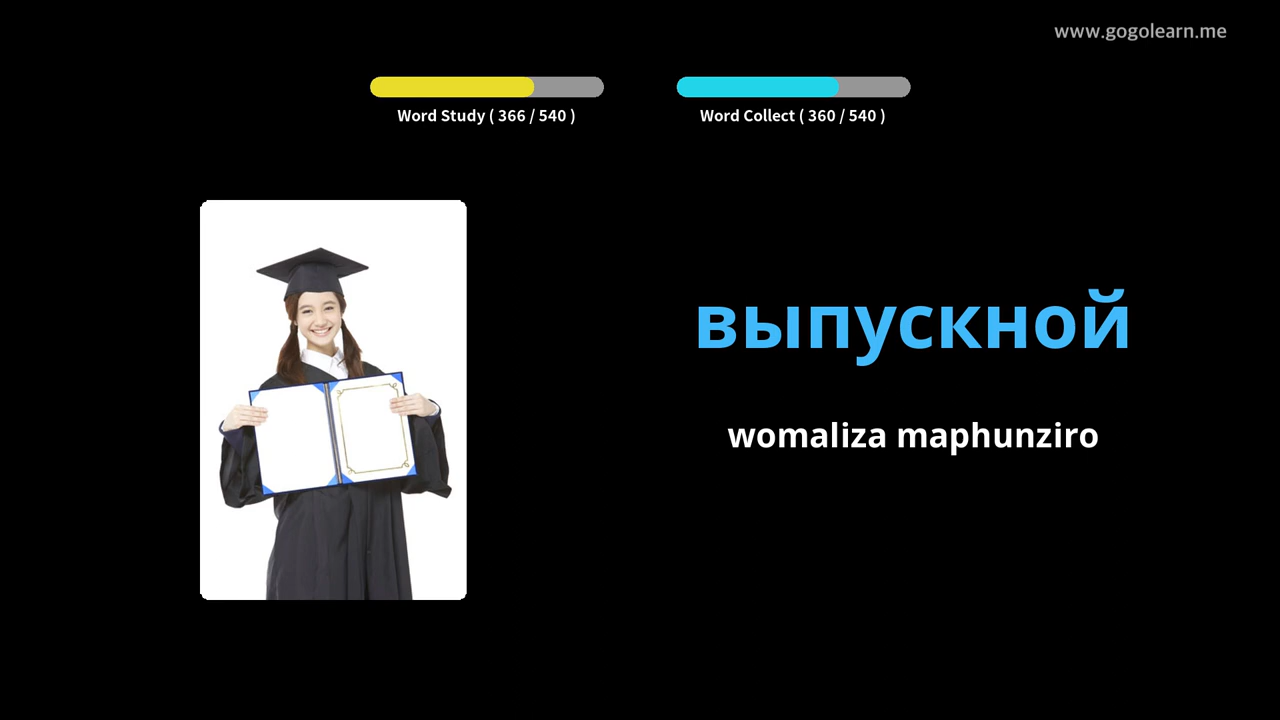 www.gogolearn.me
Word Study ( 366 / 540 )
Word Collect ( 360 / 540 )
выпускной
womaliza maphunziro